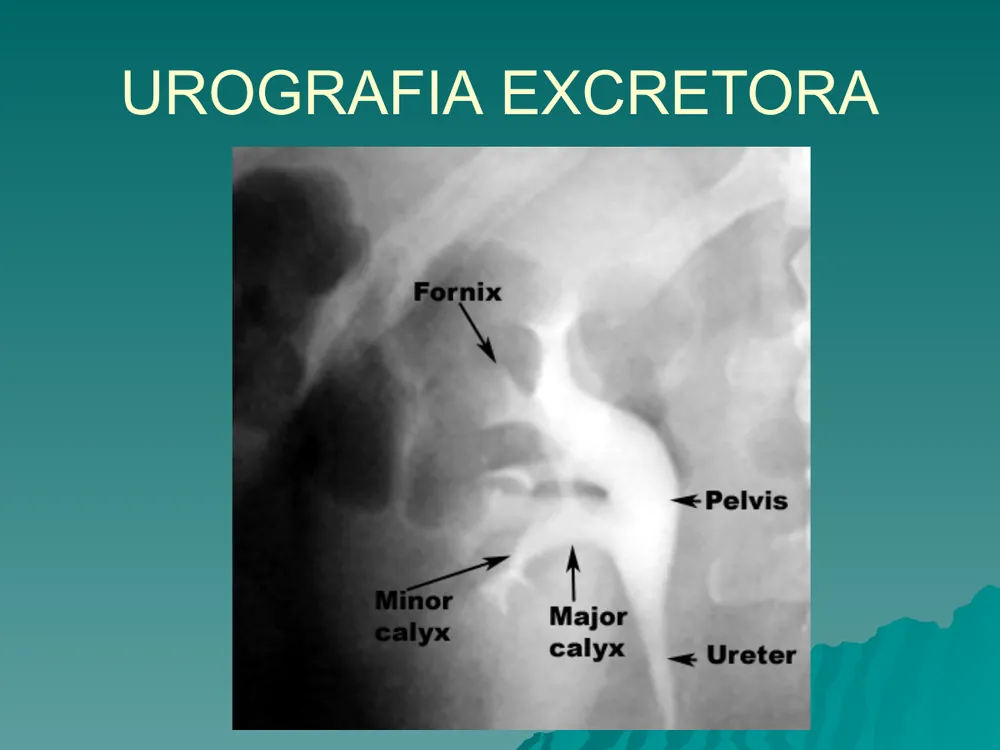 UROGRAFIA EXCRETORA
Fornix
Pelvis
Minor
calyx
Major
calyx
Ureter